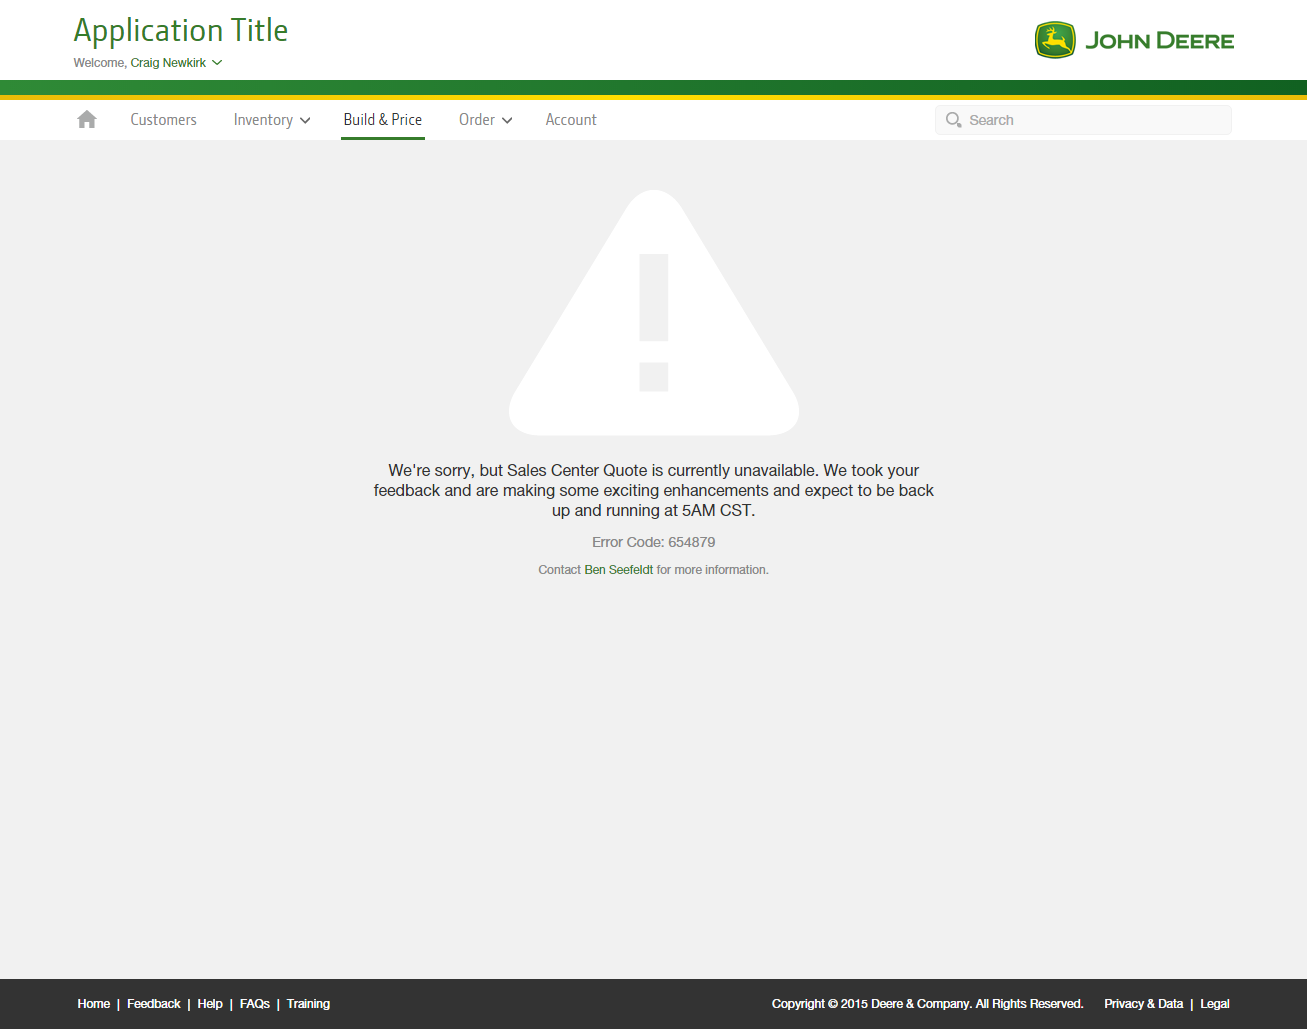 Application Title
JOHN DEERE
Welcome, Craig Newkirk
Customers Inventory Build & Price Order Account Search
We're sorry, but Sales Center Quote is currently unavailable. We took your
feedback and are making some exciting enhancements and expect to be back
up and running at 5AM CST.
Error Code: 654879
Contact Ben Seefeldt for more information.
Home | Feedback | Help | FAQs | Training Copyright © 2015 Deere & Company. All Rights Reserved. Privacy & Data | Legal